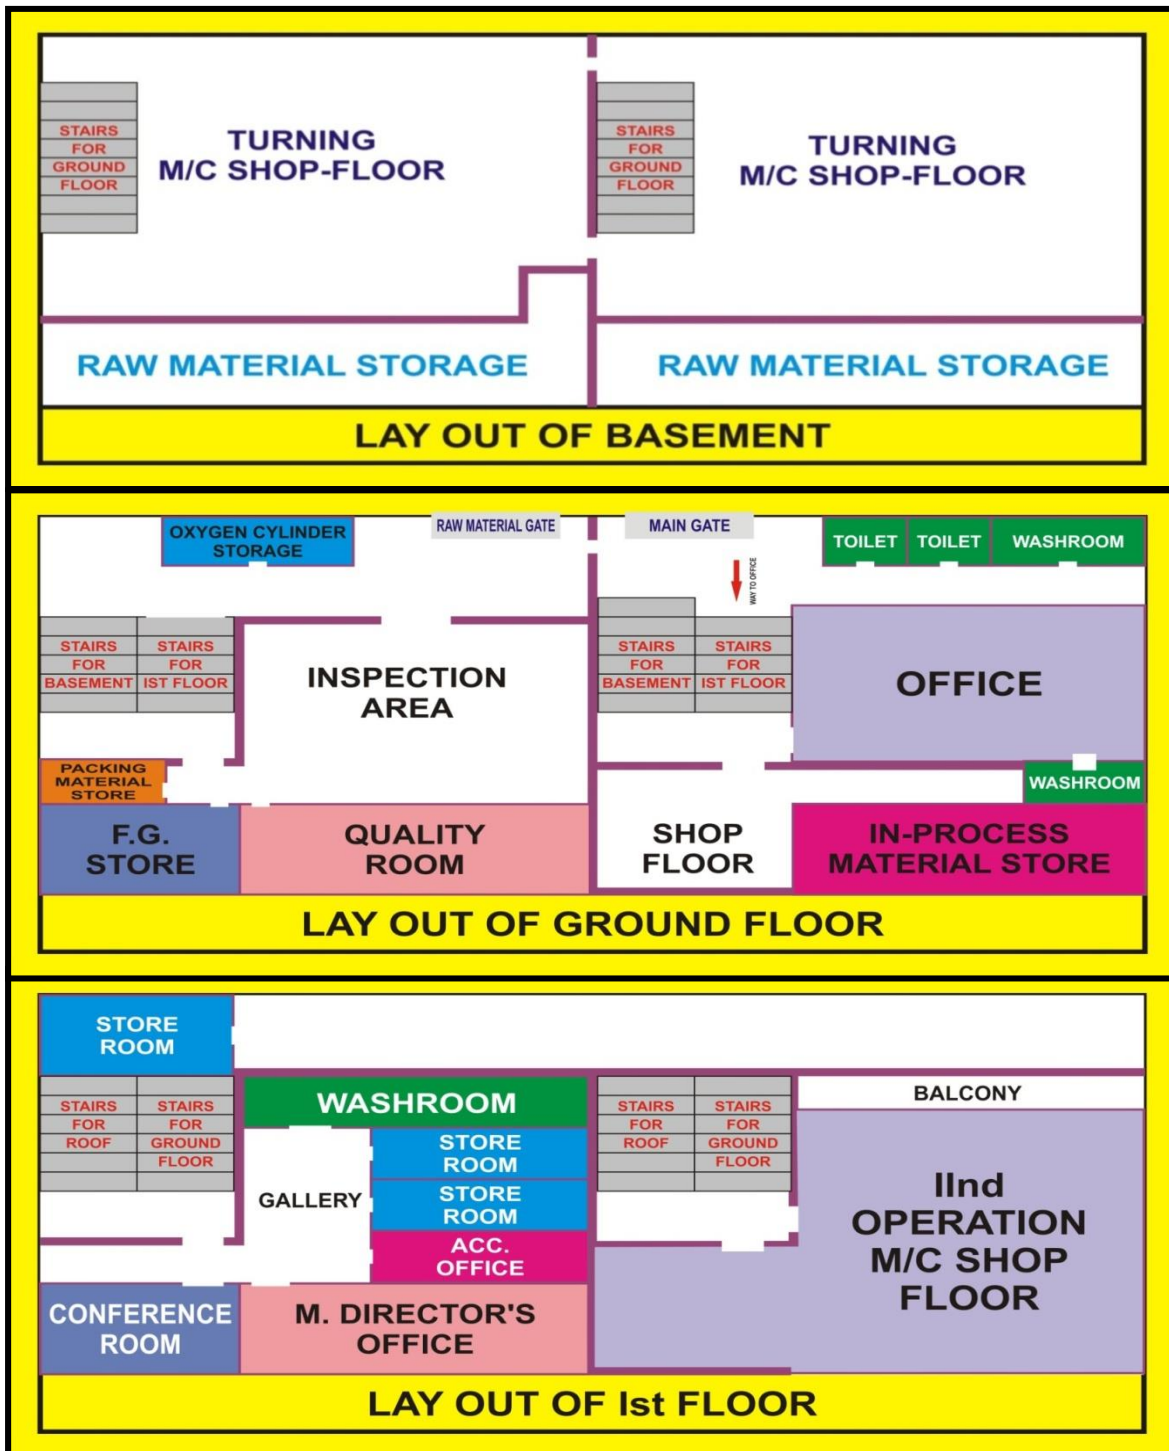 STAIRS
FOR
GROUND
FLOOR
TURNING
M/C SHOP-FLOOR
STAIRS
FOR
GROUND
FLOOR
TURNING
M/C SHOP-FLOOR
RAW MATERIAL STORAGE
RAW MATERIAL STORAGE
LAY OUT OF BASEMENT
OXYGEN CYLINDER
STORAGE
RAW MATERIAL GATE
MAIN GATE
WAY TO OFFICE
TOILET
TOILET
WASHROOM
STAIRS
FOR
BASEMENT
STAIRS
FOR
IST FLOOR
INSPECTION
AREA
STAIRS
FOR
BASEMENT
STAIRS
FOR
IST FLOOR
OFFICE
PACKING
MATERIAL
STORE
WASHROOM
F.G.
STORE
QUALITY
ROOM
SHOP
FLOOR
IN-PROCESS
MATERIAL STORE
LAY OUT OF GROUND FLOOR
STORE
ROOM
STAIRS
FOR
ROOF
STAIRS
FOR
GROUND
FLOOR
WASHROOM
STORE
ROOM
GALLERY
STORE
ROOM
ACC.
OFFICE
STAIRS
FOR
ROOF
STAIRS
FOR
GROUND
FLOOR
BALCONY
IInd
OPERATION
M/C SHOP
FLOOR
CONFERENCE
ROOM
M. DIRECTOR'S
OFFICE
LAY OUT OF Ist FLOOR